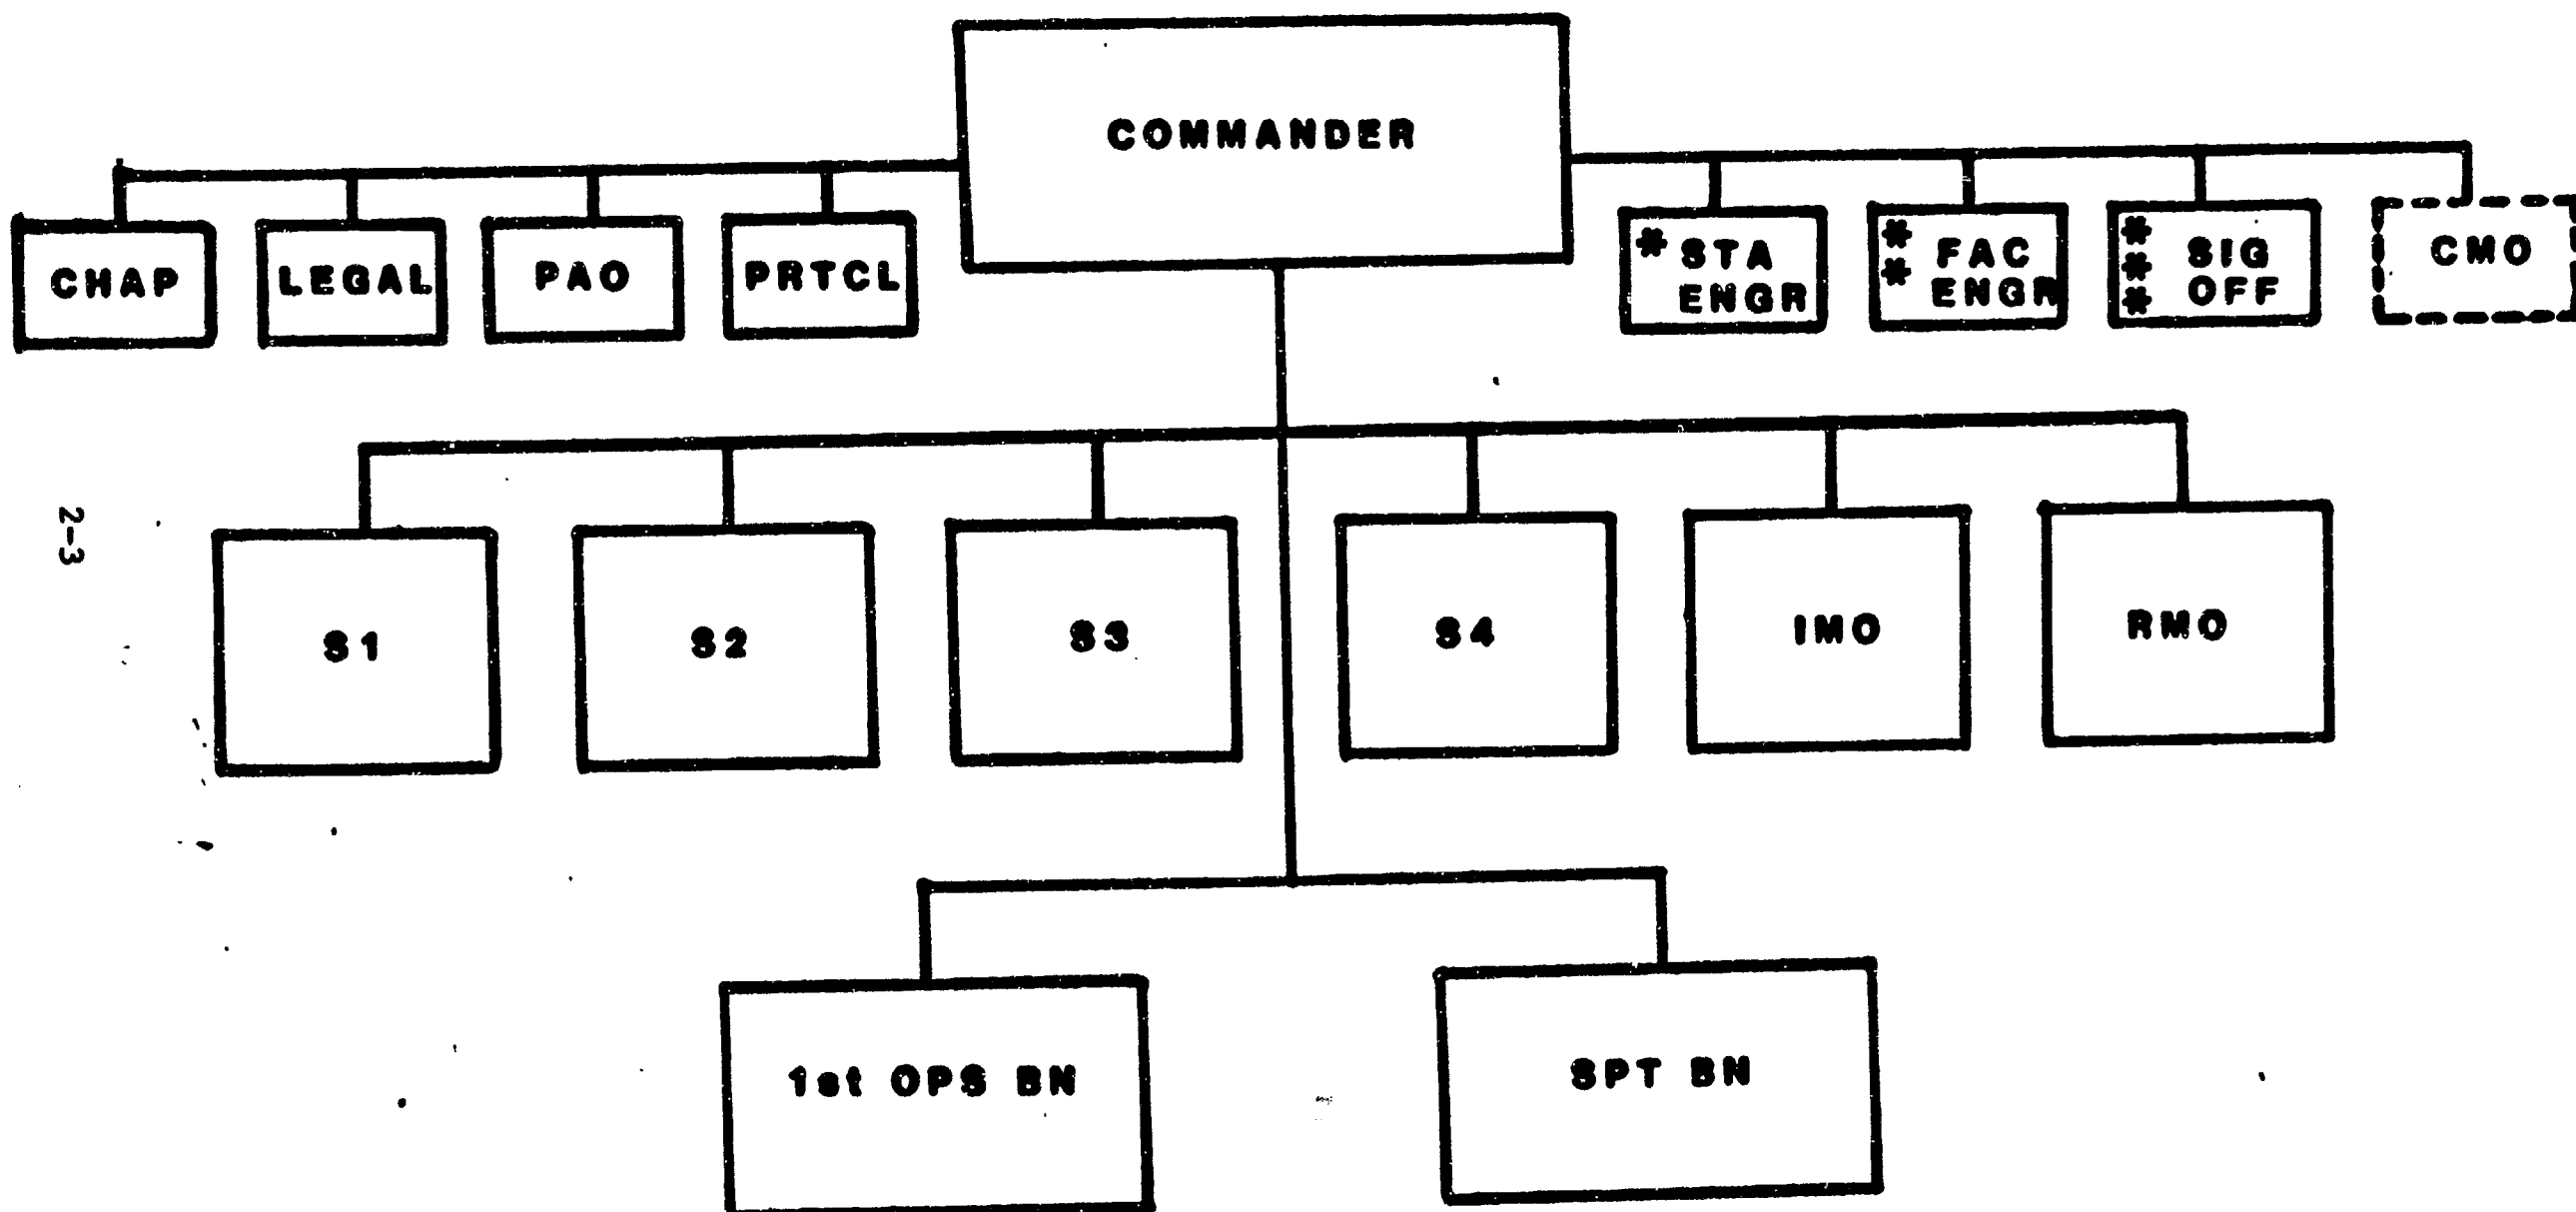 COMMANDER
CHAP
LEGAL
PAO
PRTCL
* STA
ENGR
* FAC
* ENGR
* SIG
* OFF
*
CMO
2-3
S1
S2
S3
S4
IMO
RMO
1st OPS BN
SPT BN